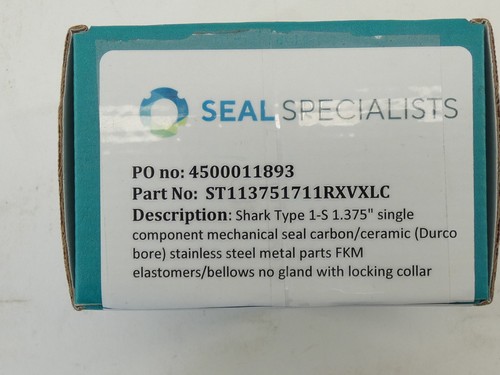 SEAL SPECIALISTS
PO no: 4500011893
Part No: ST113751711RXVXLC
Description: Shark Type 1-S 1.375" single
component mechanical seal carbon/ceramic (Durco
bore) stainless steel metal parts FKM
elastomers/bellows no gland with locking collar